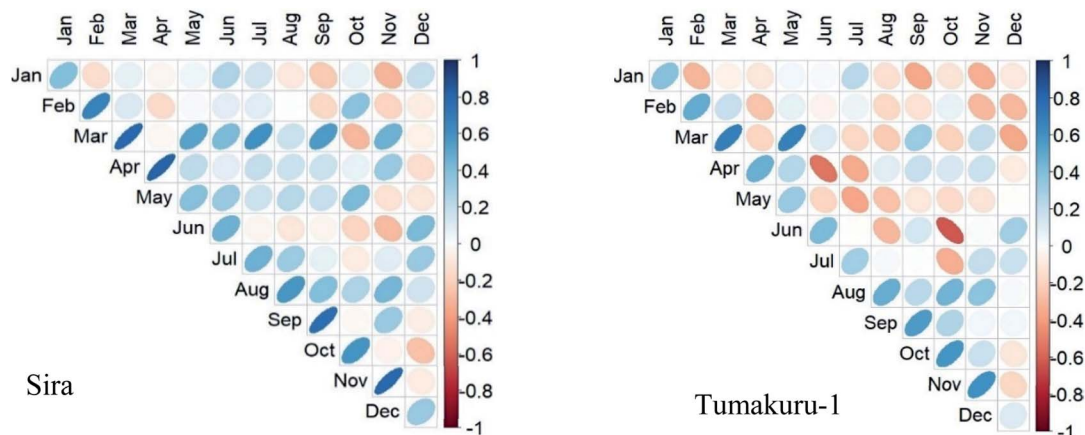 Jan Feb Mar Apr May Jun Jul Aug Sep Oct Nov Dec
Jan
Feb
Mar
Apr
May
Jun
Jul
Aug
Sep
Oct
Nov
Dec
1
0.8
0.6
0.4
0.2
0
-0.2
-0.4
-0.6
-0.8
-1
Sira
Jan Feb Mar Apr May Jun Jul Aug Sep Oct Nov Dec
Jan
Feb
Mar
Apr
May
Jun
Jul
Aug
Sep
Oct
Nov
Dec
1
0.8
0.6
0.4
0.2
0
-0.2
-0.4
-0.6
-0.8
-1
Tumakuru-1